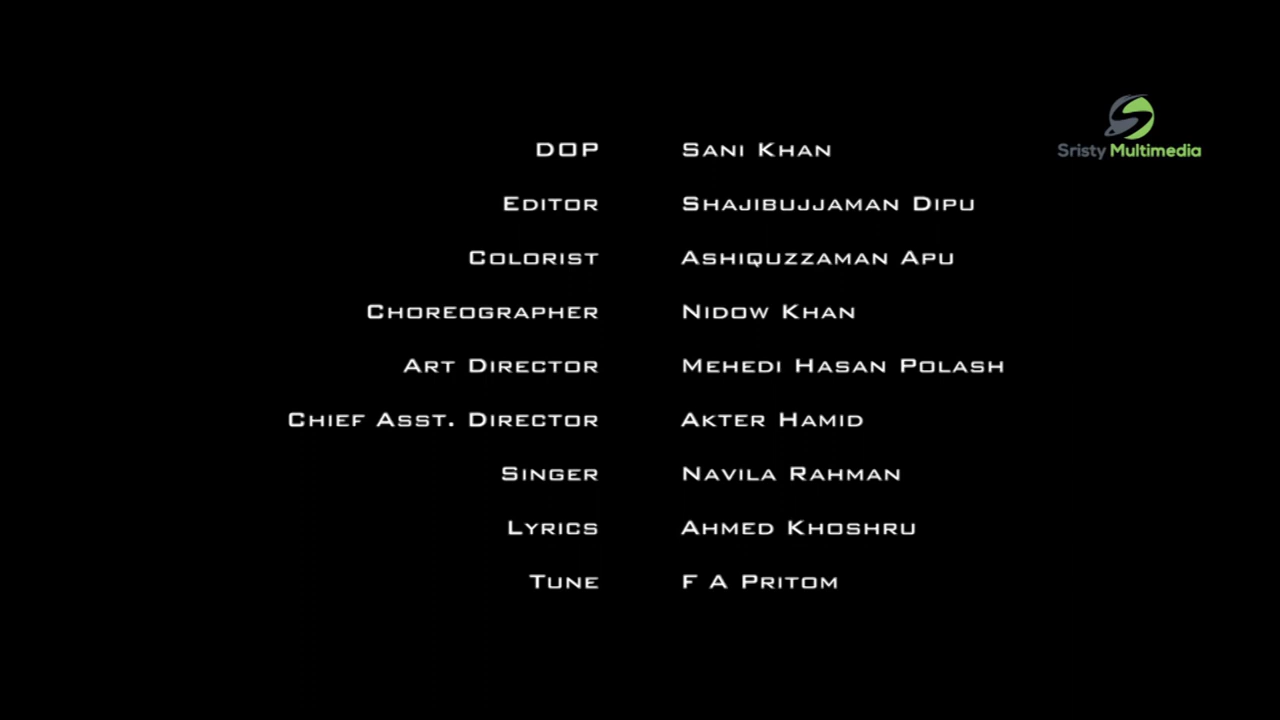 DOP Sani Khan
Editor Shajibujjaman Dipu
Colorist Ashiquzzaman Apu
Choreographer Nidow Khan
Art Director Mehedi Hasan Polash
Chief Asst. Director Akter Hamid
Singer Navila Rahman
Lyrics Ahmed Khoshru
Tune F A Pritom
Sristy Multimedia